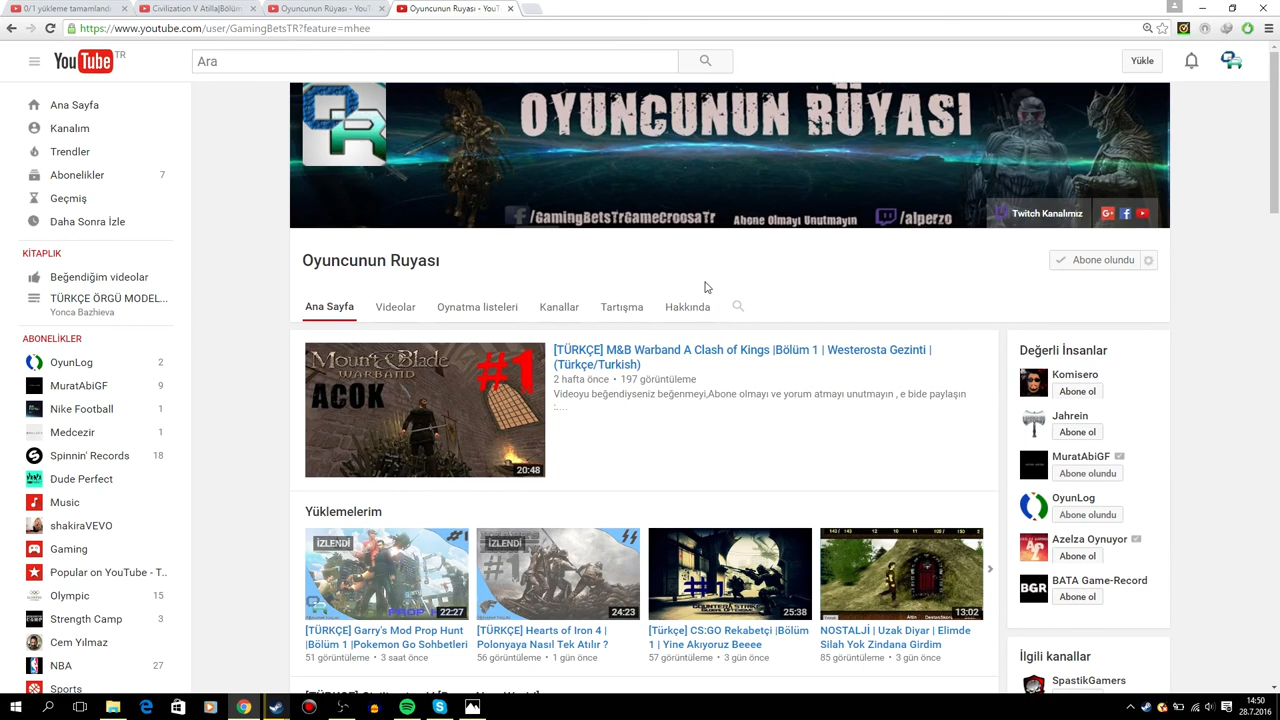 0/1 yükleme tamamlandı
Civilization V Atilla|Bölüm
Oyuncunun Rüyası - YouT
Oyuncunun Ruyası - YouT
https://www.youtube.com/user/GamingBetsTR?feature=mhee
YouTube TR
Ara
Yükle
Ana Sayfa
Kanalım
Trendler
Abonelikler 7
Geçmiş
Daha Sonra İzle
KİTAPLIK
Beğendiğim videolar
TÜRKÇE ÖRGÜ MODEL...
Yonca Bazhieva
ABONELİKLER
OyunLog 2
MuratAbiGF 9
Nike Football 1
Medcezir 1
Spinnin' Records 18
Dude Perfect
Music
shakiraVEVO
Gaming
Popular on YouTube - T...
Olympic 15
Strength Camp 3
Cem Yılmaz
NBA 27
Sports
OR
OYUNCUNUN RÜYASI
/GamingBetsTrGameCroosaTr
Abone Olmayı Unutmayın
/alperzo
Twitch Kanalımız
Oyuncunun Ruyası
Abone olundu
Ana Sayfa Videolar Oynatma listeleri Kanallar Tartışma Hakkında
MOUNT&BLADE
WARBAND
ACOK
#1
20:48
[TÜRKÇE] M&B Warband A Clash of Kings |Bölüm 1 | Westerosta Gezinti |
(Türkçe/Turkish)
2 hafta önce • 197 görüntüleme
Videoyu beğendiyseniz beğenmeyi,Abone olmayı ve yorum atmayı unutmayın , e bide paylaşın
:...
Yüklemelerim
İZLENDİ
#1
PROP
22:27
[TÜRKÇE] Garry's Mod Prop Hunt
|Bölüm 1 |Pokemon Go Sohbetleri
51 görüntüleme • 3 saat önce
İZLENDİ
#1
24:23
[TÜRKÇE] Hearts of Iron 4 |
Polonyaya Nasıl Tek Atılır ?
56 görüntüleme • 1 gün önce
#1
COUNTER STRIKE
25:38
[Türkçe] CS:GO Rekabetçi |Bölüm
1 | Yine Akıyoruz Beeee
57 görüntüleme • 3 gün önce
13:02
NOSTALJİ | Uzak Diyar | Elimde
Silah Yok Zindana Girdim
85 görüntüleme • 3 gün önce
Değerli İnsanlar
Komisero
Abone ol
Jahrein
Abone ol
MuratAbiGF
Abone olundu
OyunLog
Abone olundu
Azelza Oynuyor
Abone ol
BGR
BATA Game-Record
Abone ol
İlgili kanallar
SpastikGamers
14:50
28.7.2016